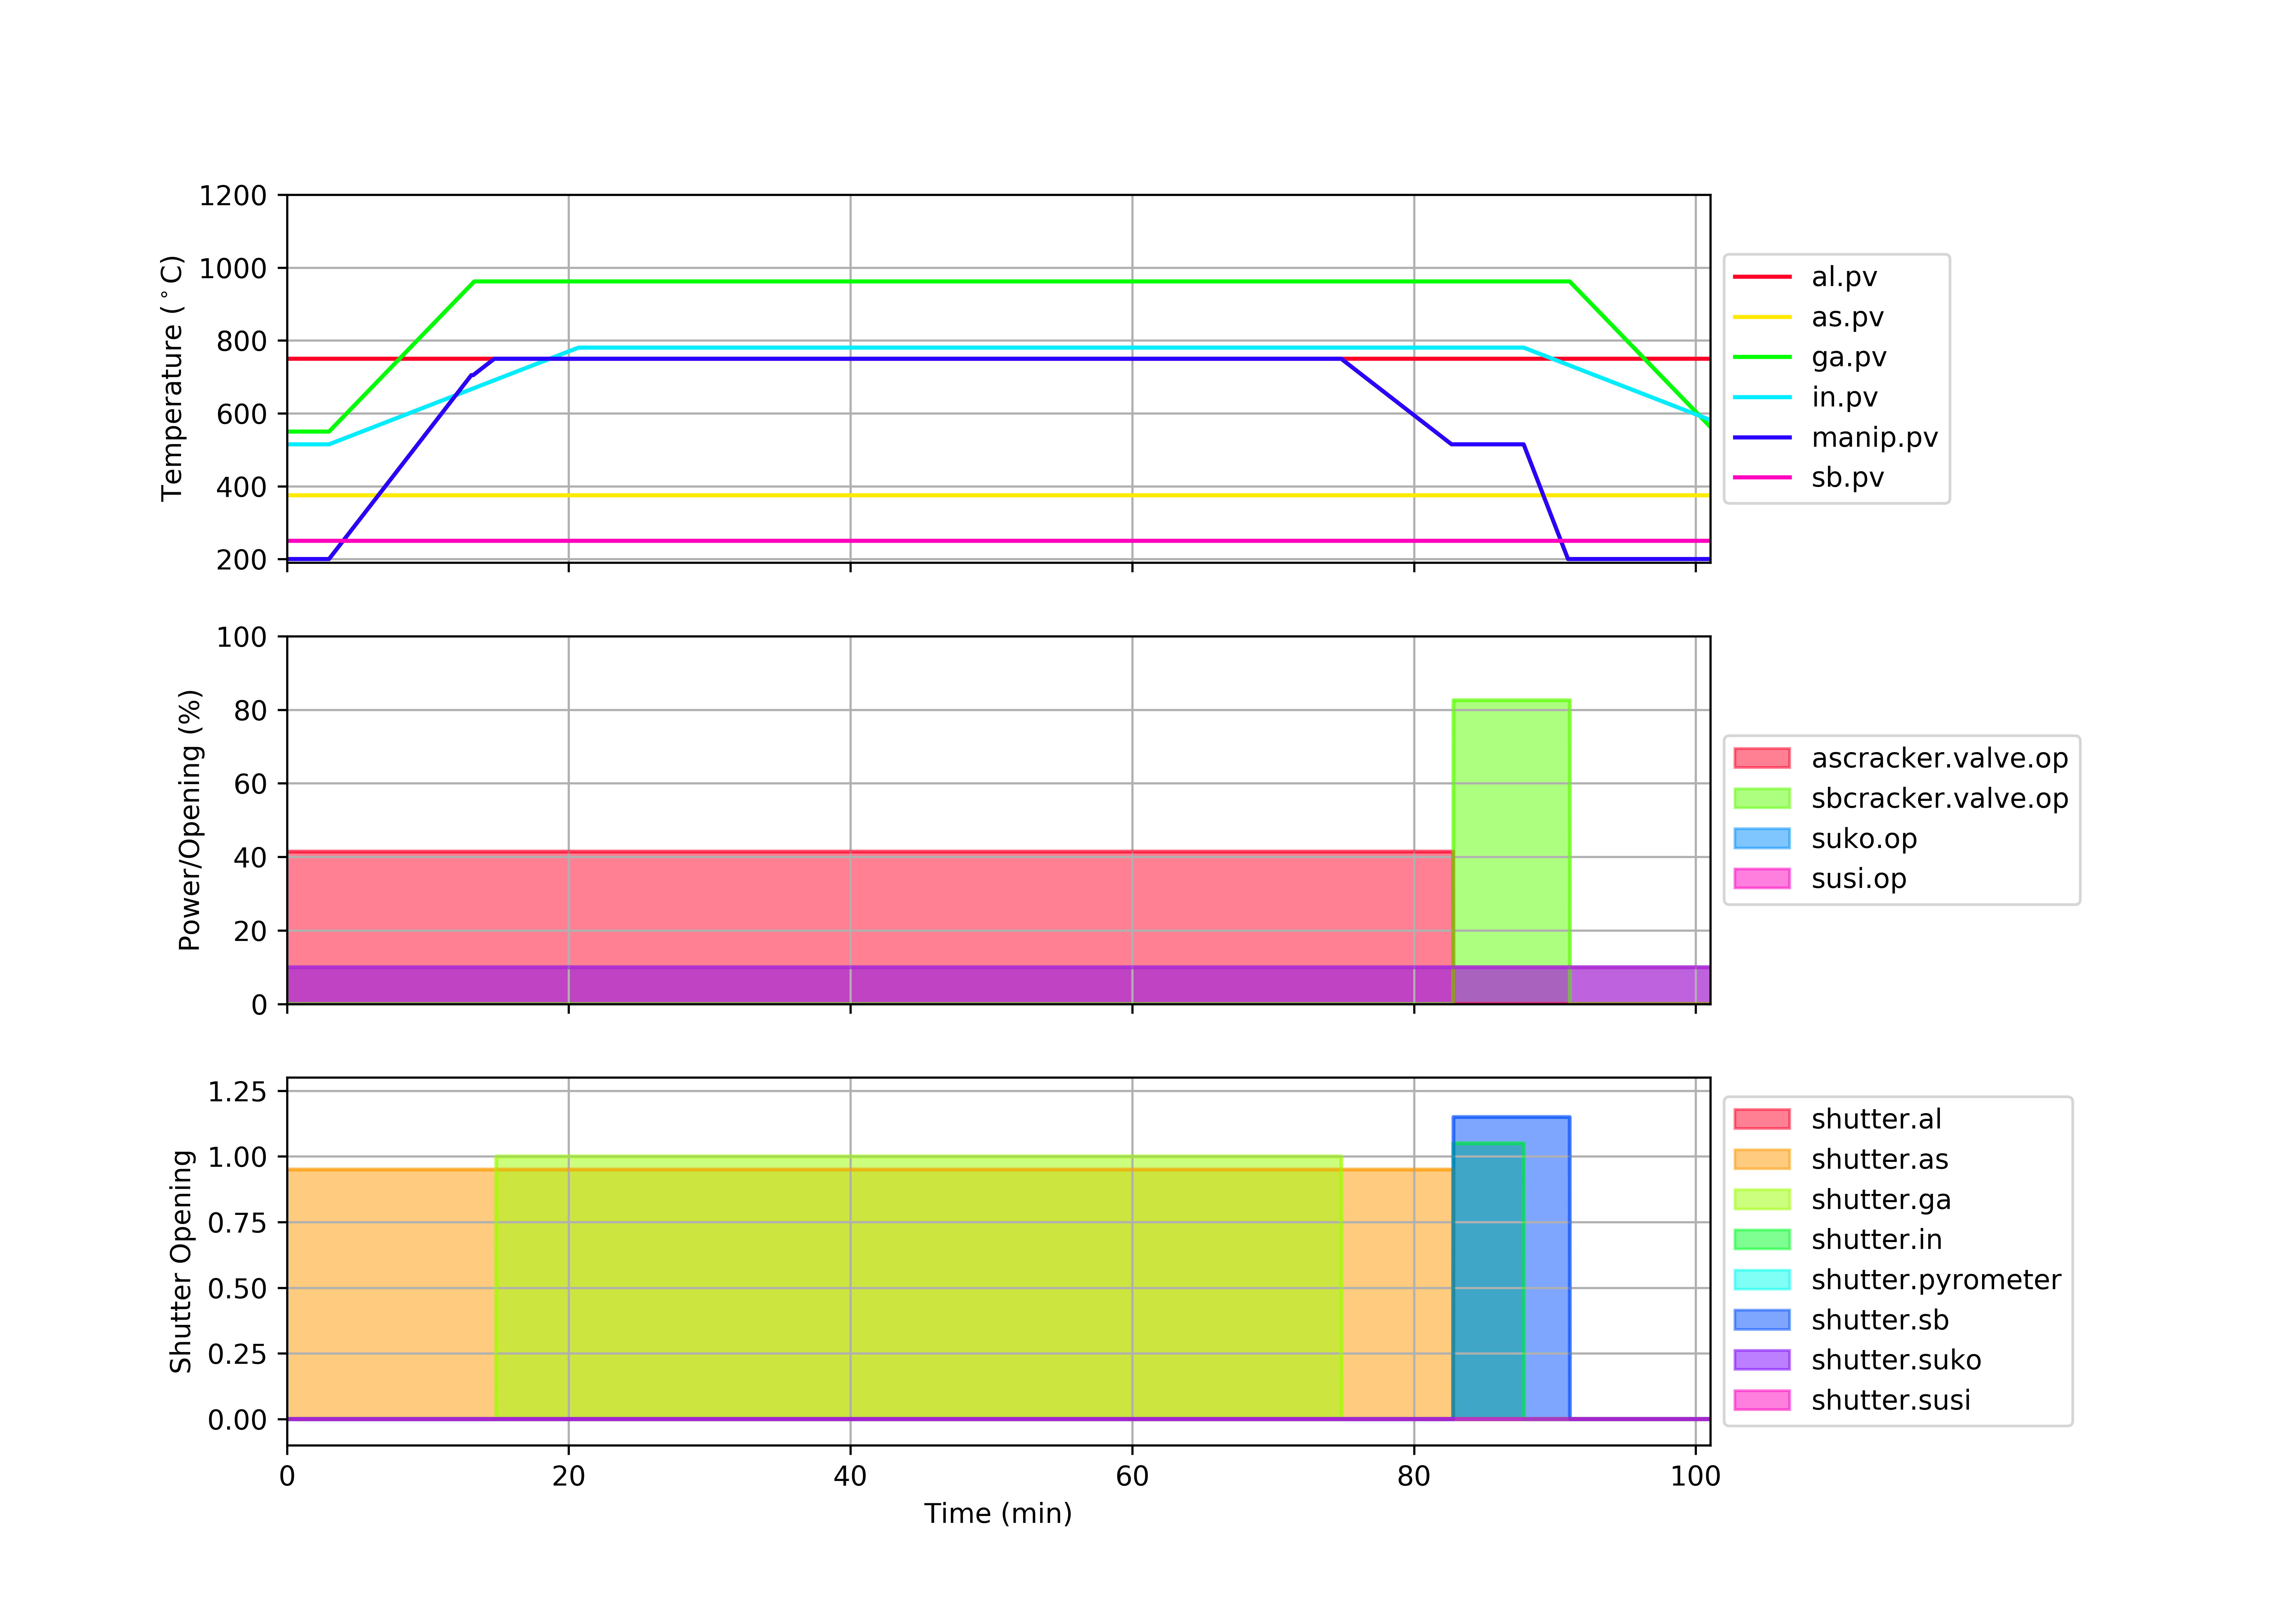 1200
1000
800
600
400
200
Temperature (°C)
al.pv
as.pv
ga.pv
in.pv
manip.pv
sb.pv
100
80
60
40
20
0
Power/Opening (%)
ascracker.valve.op
sbcracker.valve.op
suko.op
susi.op
1.25
1.00
0.75
0.50
0.25
0.00
Shutter Opening
shutter.al
shutter.as
shutter.ga
shutter.in
shutter.pyrometer
shutter.sb
shutter.suko
shutter.susi
0 20 40 60 80 100
Time (min)